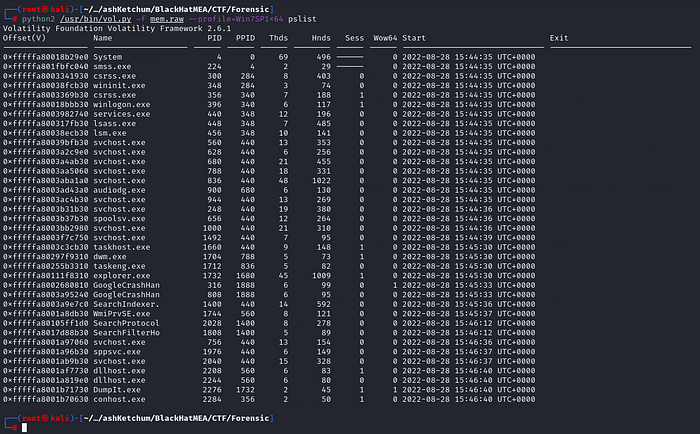 ┌──(root㉿kali)-[~/…/ashKetchum/BlackHatMEA/CTF/Forensic]
└─# python2 /usr/bin/vol.py -f mem.raw --profile=Win7SP1×64 pslist
Volatility Foundation Volatility Framework 2.6.1
Offset(V) Name PID PPID Thds Hnds Sess Wow64 Start Exit
0×fffffa80018b29e0 System 4 0 69 496 ------ 0 2022-08-28 15:44:35 UTC+0000
0×fffffa801fbfc040 smss.exe 224 4 2 29 ------ 0 2022-08-28 15:44:35 UTC+0000
0×fffffa8003341930 csrss.exe 300 284 8 403 0 0 2022-08-28 15:44:35 UTC+0000
0×fffffa80038fcb30 wininit.exe 348 284 3 74 0 0 2022-08-28 15:44:35 UTC+0000
0×fffffa8003369b30 csrss.exe 356 340 7 188 1 0 2022-08-28 15:44:35 UTC+0000
0×fffffa80018bbb30 winlogon.exe 396 340 6 117 1 0 2022-08-28 15:44:35 UTC+0000
0×fffffa8003982740 services.exe 440 348 12 196 0 0 2022-08-28 15:44:35 UTC+0000
0×fffffa800317fb30 lsass.exe 448 348 7 485 0 0 2022-08-28 15:44:35 UTC+0000
0×fffffa80038ecb30 lsm.exe 456 348 10 141 0 0 2022-08-28 15:44:35 UTC+0000
0×fffffa80039bfb30 svchost.exe 560 440 13 353 0 0 2022-08-28 15:44:35 UTC+0000
0×fffffa8003a2c9e0 svchost.exe 628 440 6 256 0 0 2022-08-28 15:44:35 UTC+0000
0×fffffa8003a4ab30 svchost.exe 680 440 21 455 0 0 2022-08-28 15:44:35 UTC+0000
0×fffffa8003aa5060 svchost.exe 788 440 18 331 0 0 2022-08-28 15:44:35 UTC+0000
0×fffffa8003aba1a0 svchost.exe 836 440 48 1022 0 0 2022-08-28 15:44:35 UTC+0000
0×fffffa8003ad43a0 audiodg.exe 900 680 6 130 0 0 2022-08-28 15:44:35 UTC+0000
0×fffffa8003ac4b30 svchost.exe 944 440 13 269 0 0 2022-08-28 15:44:35 UTC+0000
0×fffffa8003b31b30 svchost.exe 248 440 19 380 0 0 2022-08-28 15:44:36 UTC+0000
0×fffffa8003b37b30 spoolsv.exe 656 440 12 264 0 0 2022-08-28 15:44:36 UTC+0000
0×fffffa8003bb2980 svchost.exe 1000 440 21 310 0 0 2022-08-28 15:44:36 UTC+0000
0×fffffa8003f7c750 svchost.exe 1492 440 7 95 0 0 2022-08-28 15:44:37 UTC+0000
0×fffffa8003c3cb30 taskhost.exe 1660 440 9 148 1 0 2022-08-28 15:45:30 UTC+0000
0×fffffa80297f9310 dwm.exe 1704 788 5 73 1 0 2022-08-28 15:45:30 UTC+0000
0×fffffa80255b3310 taskeng.exe 1712 836 5 82 0 0 2022-08-28 15:45:30 UTC+0000
0×fffffa80111f8310 explorer.exe 1732 1680 45 1009 1 0 2022-08-28 15:45:30 UTC+0000
0×fffffa8002680810 GoogleCrashHan 316 1888 6 99 0 1 2022-08-28 15:45:33 UTC+0000
0×fffffa8003a95240 GoogleCrashHan 808 1888 6 95 0 0 2022-08-28 15:45:33 UTC+0000
0×fffffa8003a9e7c0 SearchIndexer. 1400 440 14 592 0 0 2022-08-28 15:45:36 UTC+0000
0×fffffa8001a8db30 WmiPrvSE.exe 1744 560 8 121 0 0 2022-08-28 15:45:37 UTC+0000
0×fffffa80105ff1d0 SearchProtocol 2028 1400 8 278 0 0 2022-08-28 15:46:12 UTC+0000
0×fffffa8017d88b30 SearchFilterHo 1808 1400 5 89 0 0 2022-08-28 15:46:12 UTC+0000
0×fffffa8001a97060 svchost.exe 756 440 13 154 0 0 2022-08-28 15:46:36 UTC+0000
0×fffffa8001a96b30 sppsvc.exe 1976 440 6 149 0 0 2022-08-28 15:46:37 UTC+0000
0×fffffa8001ab9b30 svchost.exe 2040 440 15 328 0 0 2022-08-28 15:46:37 UTC+0000
0×fffffa8001af7730 dllhost.exe 2208 560 6 83 1 0 2022-08-28 15:46:40 UTC+0000
0×fffffa8001a819e0 dllhost.exe 2244 560 6 80 0 0 2022-08-28 15:46:40 UTC+0000
0×fffffa8001b71730 DumpIt.exe 2276 1732 2 45 1 1 2022-08-28 15:46:40 UTC+0000
0×fffffa8001b70630 conhost.exe 2284 356 2 50 1 0 2022-08-28 15:46:40 UTC+0000
┌──(root㉿kali)-[~/…/ashKetchum/BlackHatMEA/CTF/Forensic]
└─#